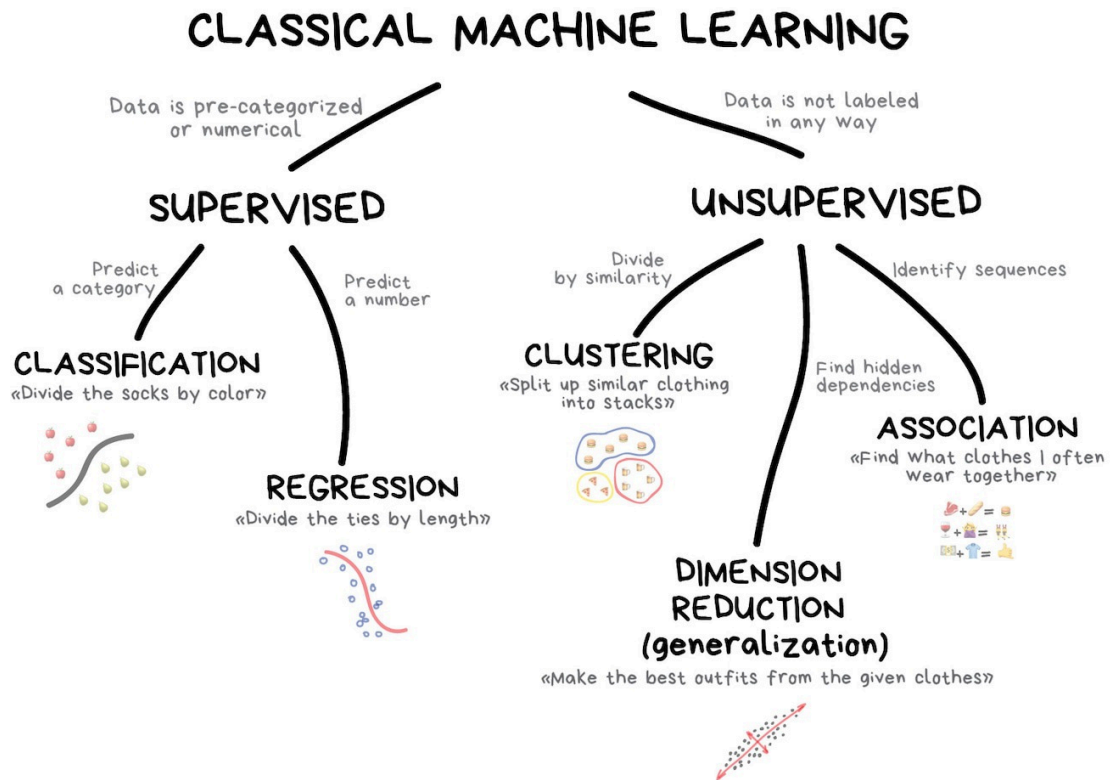 CLASSICAL MACHINE LEARNING
Data is pre-categorized
or numerical
Data is not labeled
in any way
SUPERVISED
UNSUPERVISED
Predict
a category
Predict
a number
Divide
by similarity
Identify sequences
CLASSIFICATION
«Divide the socks by color»
CLUSTERING
«Split up similar clothing
into stacks»
Find hidden
dependencies
ASSOCIATION
«Find what clothes I often
wear together»
REGRESSION
«Divide the ties by length»
+ =
+ =
+ =
DIMENSION
REDUCTION
(generalization)
«Make the best outfits from the given clothes»